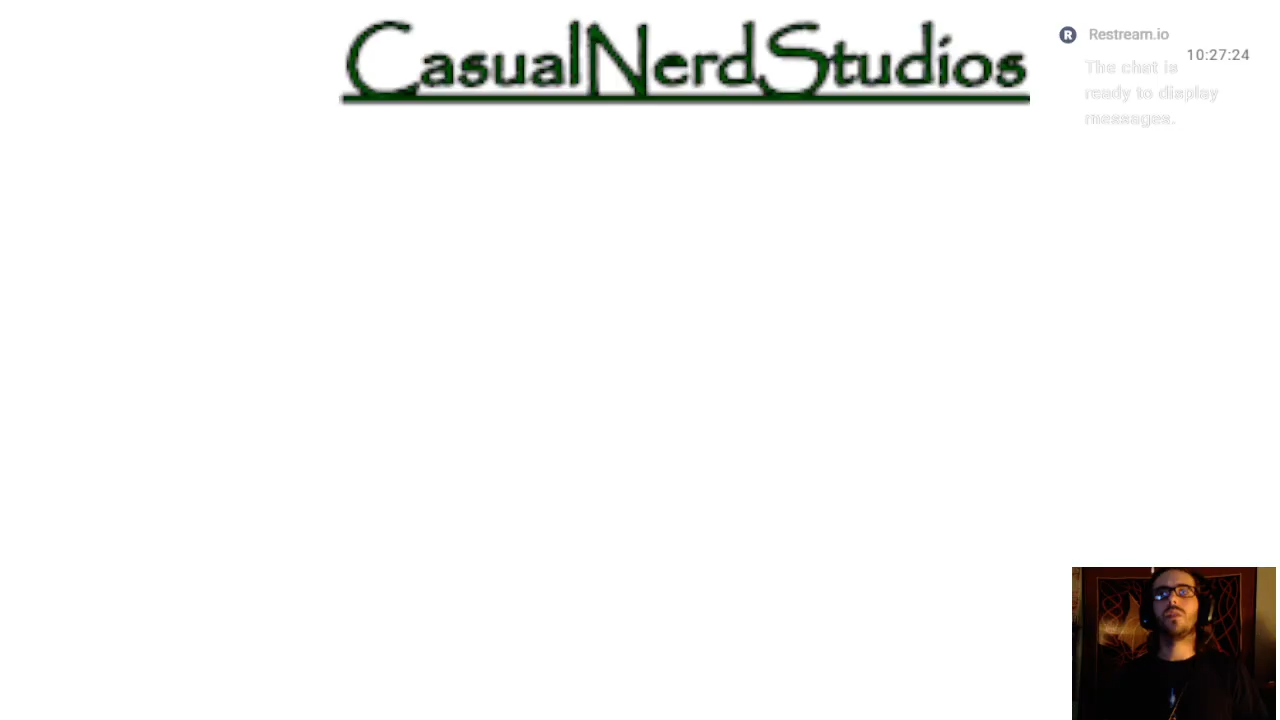 CasualNerdStudios
Restream.io
10:27:24
The chat is
ready to display
messages.